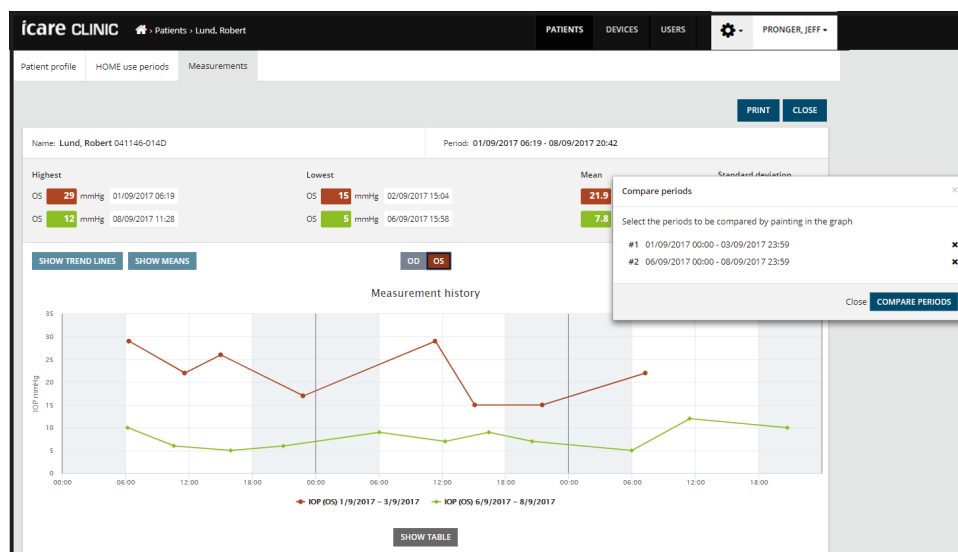 icare CLINIC › Patients › Lund, Robert PATIENTS DEVICES USERS PRONGER, JEFF
Patient profile HOME use periods Measurements
PRINT CLOSE
Name: Lund, Robert 041146-014D Period: 01/09/2017 06:19 - 08/09/2017 20:42
Highest Lowest Mean Standard deviation
OS 29 mmHg 01/09/2017 06:19 OS 15 mmHg 02/09/2017 15:04 21.9
OS 12 mmHg 08/09/2017 11:28 OS 5 mmHg 06/09/2017 15:58 7.8
Compare periods ×
Select the periods to be compared by painting in the graph
#1 01/09/2017 00:00 - 03/09/2017 23:59 ×
#2 06/09/2017 00:00 - 08/09/2017 23:59 ×
Close COMPARE PERIODS
SHOW TREND LINES SHOW MEANS OD OS
Measurement history
IOP mmHg
35
30
25
20
15
10
5
0
00:00 06:00 12:00 18:00 00:00 06:00 12:00 18:00 00:00 06:00 12:00 18:00
IOP (OS) 1/9/2017 – 3/9/2017 IOP (OS) 6/9/2017 – 8/9/2017
SHOW TABLE